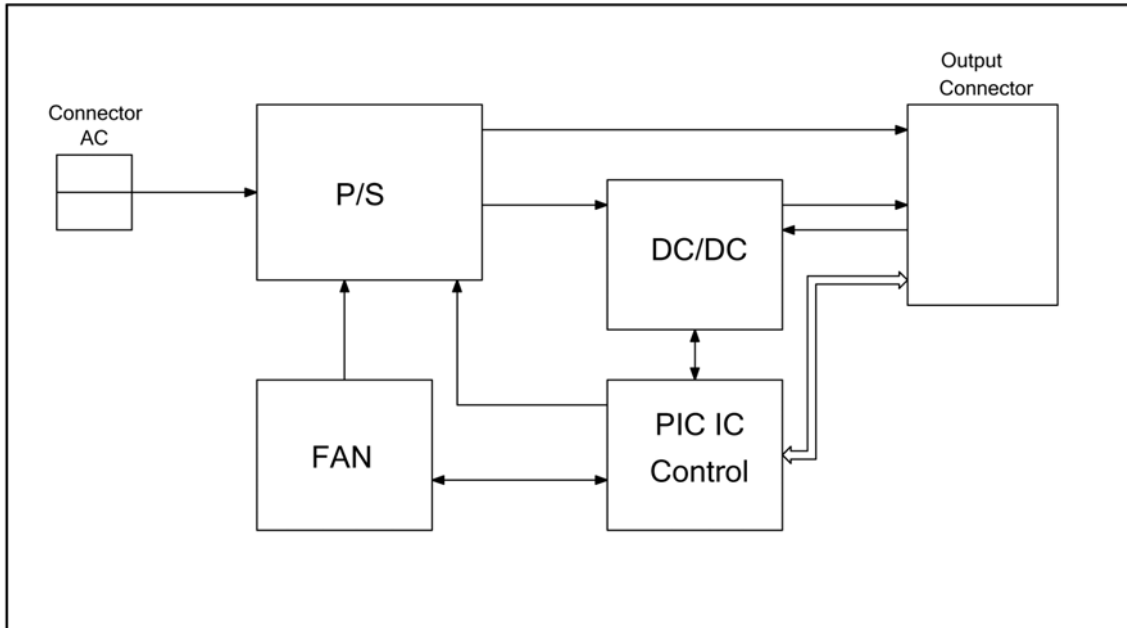 Output
Connector
Connector
AC
P/S
DC/DC
FAN
PIC IC
Control